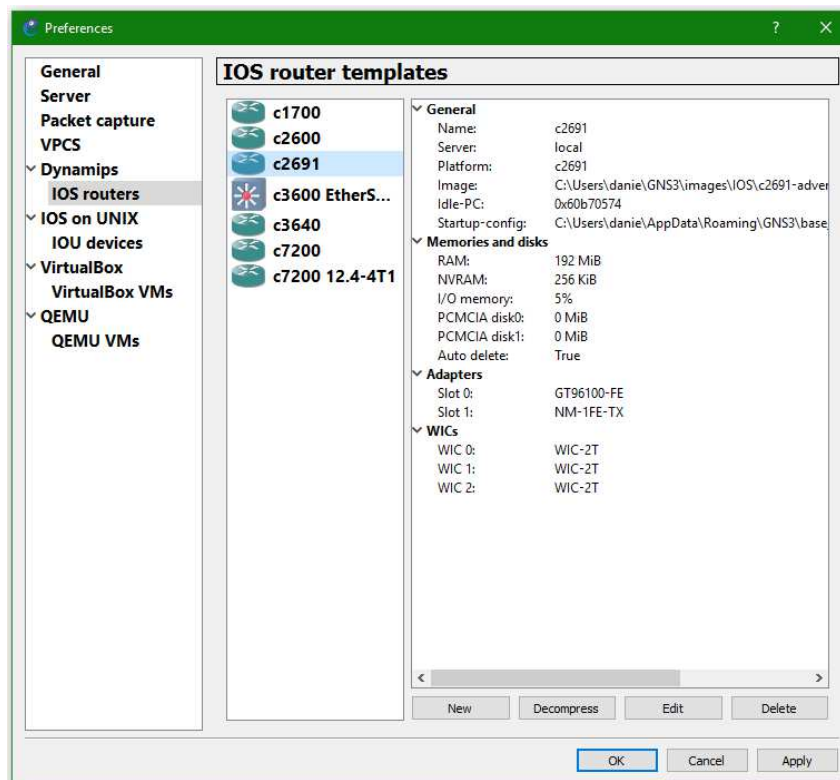 Preferences
? X
General
Server
Packet capture
VPCS
Dynamips
IOS routers
IOS on UNIX
IOU devices
VirtualBox
VirtualBox VMs
QEMU
QEMU VMs
IOS router templates
c1700
c2600
c2691
c3600 EtherS...
c3640
c7200
c7200 12.4-4T1
General
Name: c2691
Server: local
Platform: c2691
Image: C:\Users\danie\GNS3\images\IOS\c2691-adver
Idle-PC: 0x60b70574
Startup-config: C:\Users\danie\AppData\Roaming\GNS3\base_
Memories and disks
RAM: 192 MiB
NVRAM: 256 KiB
I/O memory: 5%
PCMCIA disk0: 0 MiB
PCMCIA disk1: 0 MiB
Auto delete: True
Adapters
Slot 0: GT96100-FE
Slot 1: NM-1FE-TX
WICs
WIC 0: WIC-2T
WIC 1: WIC-2T
WIC 2: WIC-2T
New Decompress Edit Delete
OK Cancel Apply